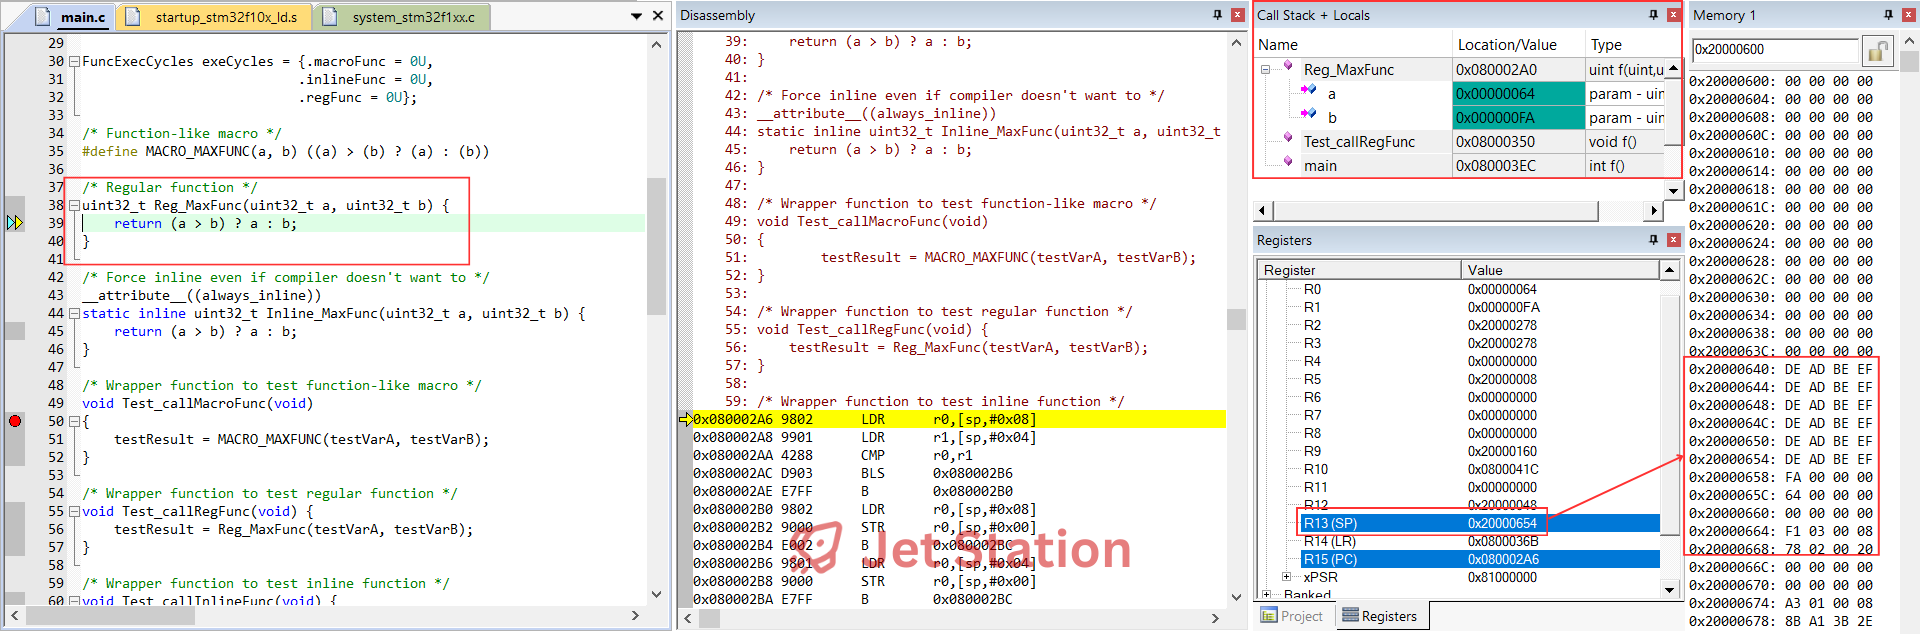 main.c
startup_stm32f10x_ld.s
system_stm32f1xx.c
29
30 FuncExecCycles exeCycles = {.macroFunc = 0U,
31 .inlineFunc = 0U,
32 .regFunc = 0U};
33
34 /* Function-like macro */
35 #define MACRO_MAXFUNC(a, b) ((a) > (b) ? (a) : (b))
36
37 /* Regular function */
38 uint32_t Reg_MaxFunc(uint32_t a, uint32_t b) {
39 return (a > b) ? a : b;
40 }
41
42 /* Force inline even if compiler doesn't want to */
43 __attribute__((always_inline))
44 static inline uint32_t Inline_MaxFunc(uint32_t a, uint32_t b) {
45 return (a > b) ? a : b;
46 }
47
48 /* Wrapper function to test function-like macro */
49 void Test_callMacroFunc(void)
50 {
51 testResult = MACRO_MAXFUNC(testVarA, testVarB);
52 }
53
54 /* Wrapper function to test regular function */
55 void Test_callRegFunc(void) {
56 testResult = Reg_MaxFunc(testVarA, testVarB);
57 }
58
59 /* Wrapper function to test inline function */
60 void Test_callInlineFunc(void) {
Disassembly
39: return (a > b) ? a : b;
40: }
41:
42: /* Force inline even if compiler doesn't want to */
43: __attribute__((always_inline))
44: static inline uint32_t Inline_MaxFunc(uint32_t a, uint32_t
45: return (a > b) ? a : b;
46: }
47:
48: /* Wrapper function to test function-like macro */
49: void Test_callMacroFunc(void)
50: {
51: testResult = MACRO_MAXFUNC(testVarA, testVarB);
52: }
53:
54: /* Wrapper function to test regular function */
55: void Test_callRegFunc(void) {
56: testResult = Reg_MaxFunc(testVarA, testVarB);
57: }
58:
59: /* Wrapper function to test inline function */
0x080002A6 9802 LDR r0,[sp,#0x08]
0x080002A8 9901 LDR r1,[sp,#0x04]
0x080002AA 4288 CMP r0,r1
0x080002AC D903 BLS 0x080002B6
0x080002AE E7FF B 0x080002B0
0x080002B0 9802 LDR r0,[sp,#0x08]
0x080002B2 9000 STR r0,[sp,#0x00]
0x080002B4 E002 B 0x080002BC
0x080002B6 9801 LDR r0,[sp,#0x04]
0x080002B8 9000 STR r0,[sp,#0x00]
0x080002BA E7FF B 0x080002BC
Jet Station
Call Stack + Locals
Name Location/Value Type
Reg_MaxFunc 0x080002A0 uint f(uint,u
a 0x00000064 param - uin
b 0x000000FA param - uin
Test_callRegFunc 0x08000350 void f()
main 0x080003EC int f()
Registers
Register Value
R0 0x00000064
R1 0x000000FA
R2 0x20000278
R3 0x20000278
R4 0x00000000
R5 0x20000008
R6 0x00000000
R7 0x00000000
R8 0x00000000
R9 0x20000160
R10 0x0800041C
R11 0x00000000
R12 0x20000048
R13 (SP) 0x20000654
R14 (LR) 0x0800036B
R15 (PC) 0x080002A6
xPSR 0x81000000
Banked
Project
Registers
Memory 1
0x20000600
0x20000600: 00 00 00 00
0x20000604: 00 00 00 00
0x20000608: 00 00 00 00
0x2000060C: 00 00 00 00
0x20000610: 00 00 00 00
0x20000614: 00 00 00 00
0x20000618: 00 00 00 00
0x2000061C: 00 00 00 00
0x20000620: 00 00 00 00
0x20000624: 00 00 00 00
0x20000628: 00 00 00 00
0x2000062C: 00 00 00 00
0x20000630: 00 00 00 00
0x20000634: 00 00 00 00
0x20000638: 00 00 00 00
0x2000063C: 00 00 00 00
0x20000640: DE AD BE EF
0x20000644: DE AD BE EF
0x20000648: DE AD BE EF
0x2000064C: DE AD BE EF
0x20000650: DE AD BE EF
0x20000654: DE AD BE EF
0x20000658: FA 00 00 00
0x2000065C: 64 00 00 00
0x20000660: 00 00 00 00
0x20000664: F1 03 00 08
0x20000668: 78 02 00 20
0x2000066C: 00 00 00 00
0x20000670: 00 00 00 00
0x20000674: A3 01 00 08
0x20000678: 8B A1 3B 2E